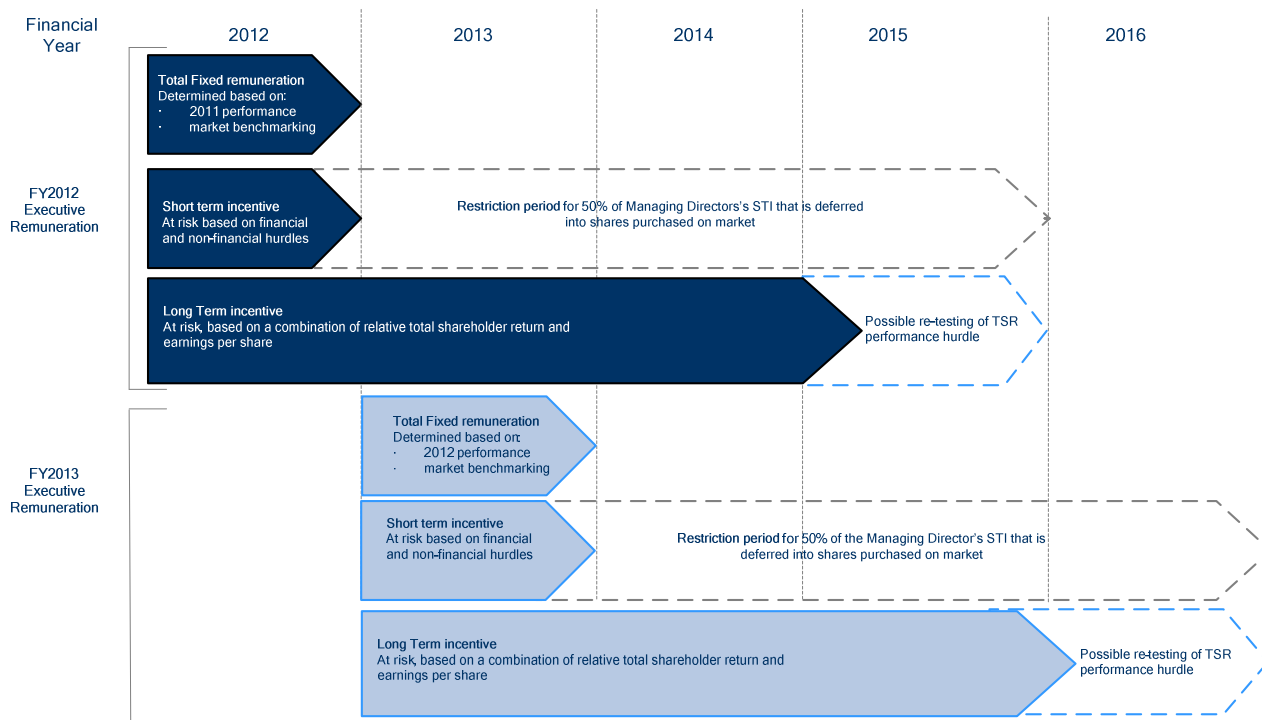 Financial
Year
2012
2013
2014
2015
2016
Total Fixed remuneration
Determined based on:
· 2011 performance
· market benchmarking
FY2012
Executive
Remuneration
Short term incentive
At risk based on financial
and non-financial hurdles
Restriction period for 50% of Managing Directors's STI that is deferred
into shares purchased on market
Long Term incentive
At risk, based on a combination of relative total shareholder return and
earnings per share
Possible re-testing of TSR
performance hurdle
FY2013
Executive
Remuneration
Total Fixed remuneration
Determined based on:
· 2012 performance
· market benchmarking
Short term incentive
At risk based on financial
and non-financial hurdles
Restriction period for 50% of the Managing Director's STI that is
deferred into shares purchased on market
Long Term incentive
At risk, based on a combination of relative total shareholder return and
earnings per share
Possible re-testing of TSR
performance hurdle